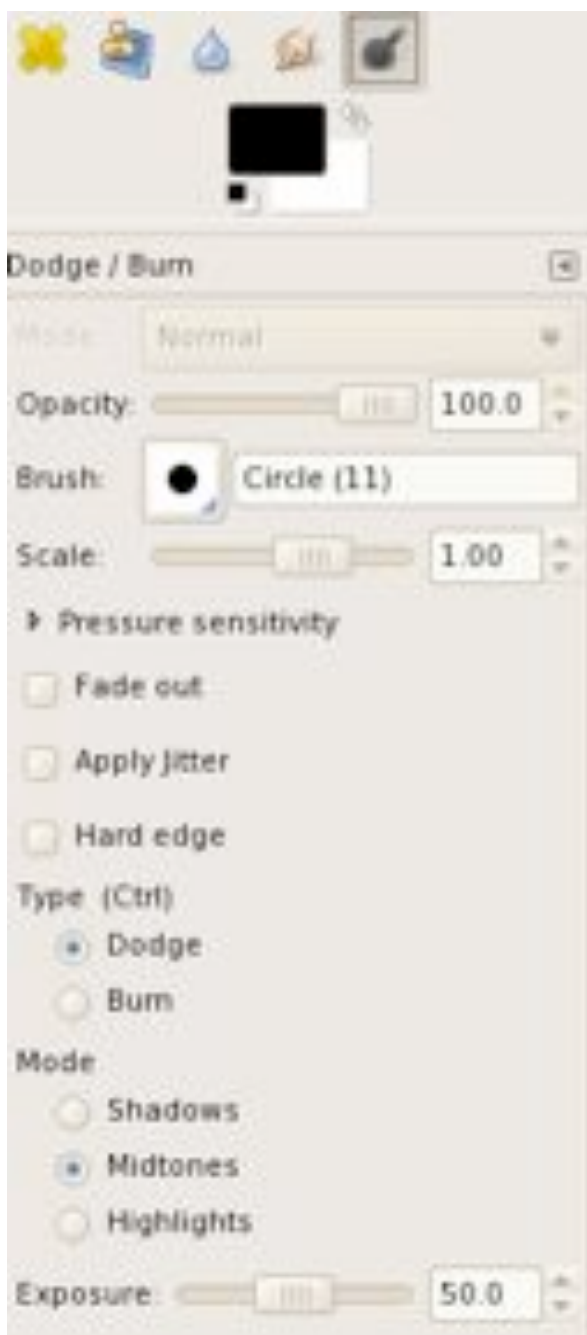 Dodge / Burn
Mode: Normal
Opacity: 100.0
Brush: Circle (11)
Scale: 1.00
Pressure sensitivity
Fade out
Apply Jitter
Hard edge
Type (Ctrl)
Dodge
Burn
Mode
Shadows
Midtones
Highlights
Exposure: 50.0